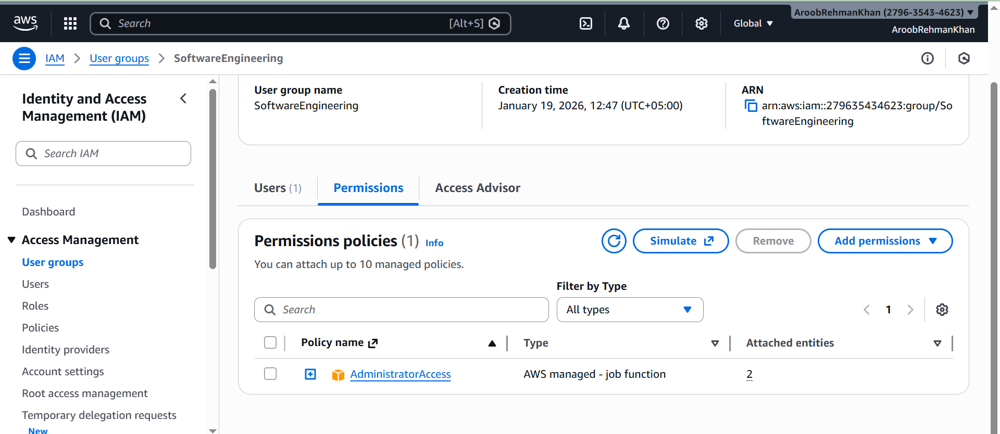 aws
Search [Alt+S]
Global
AroobRehmanKhan (2796-3543-4623)
AroobRehmanKhan
IAM
User groups
SoftwareEngineering
Identity and Access
Management (IAM)
Search IAM
Dashboard
Access Management
User groups
Users
Roles
Policies
Identity providers
Account settings
Root access management
Temporary delegation requests
New
User group name
SoftwareEngineering
Creation time
January 19, 2026, 12:47 (UTC+05:00)
ARN
arn:aws:iam::279635434623:group/So
ftwareEngineering
Users (1)
Permissions
Access Advisor
Permissions policies (1) Info
Simulate
Remove
Add permissions
You can attach up to 10 managed policies.
Filter by Type
Search
All types
1
Policy name
Type
Attached entities
AdministratorAccess
AWS managed - job function
2